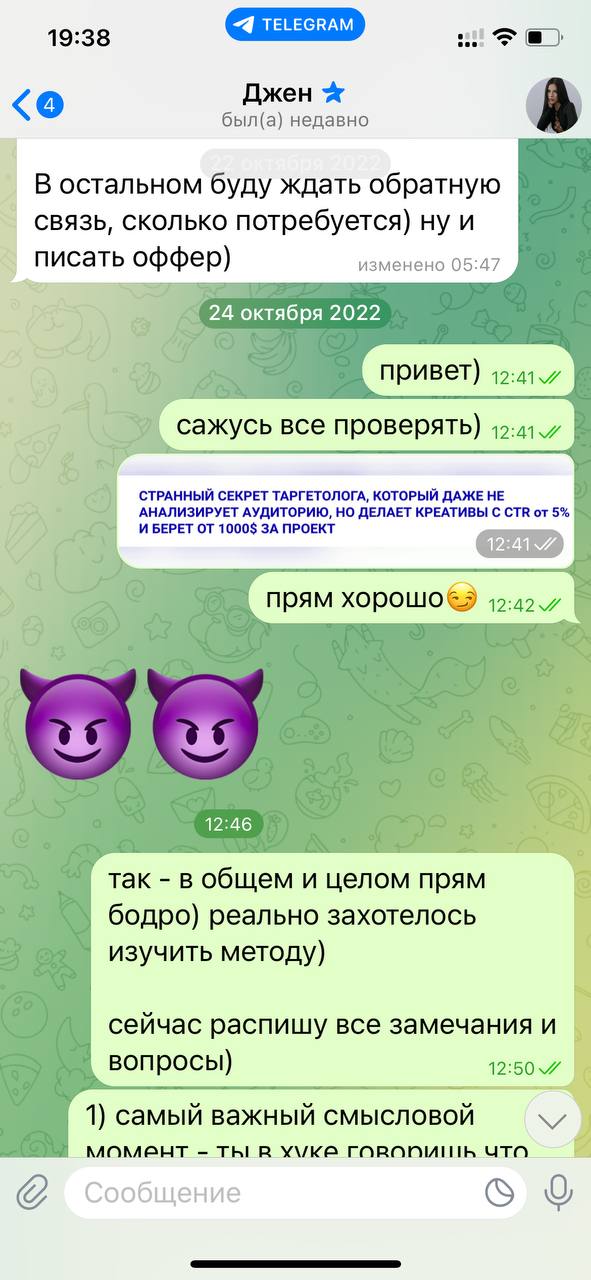 19:38
TELEGRAM
4
Джен
был(а) недавно
22 октября 2022
В остальном буду ждать обратную
связь, сколько потребуется) ну и
писать оффер)
изменено 05:47
24 октября 2022
привет) 12:41
сажусь все проверять) 12:41
СТРАННЫЙ СЕКРЕТ ТАРГЕТОЛОГА, КОТОРЫЙ ДАЖЕ НЕ
АНАЛИЗИРУЕТ АУДИТОРИЮ, НО ДЕЛАЕТ КРЕАТИВЫ С CTR от 5%
И БЕРЕТ ОТ 1000$ ЗА ПРОЕКТ
12:41
прям хорошо😏 12:42
😈😈
12:46
так - в общем и целом прям
бодро) реально захотелось
изучить методу)
сейчас распишу все замечания и
вопросы)
12:50
1) самый важный смысловой
момент - ты в хуке говоришь что
Сообщение